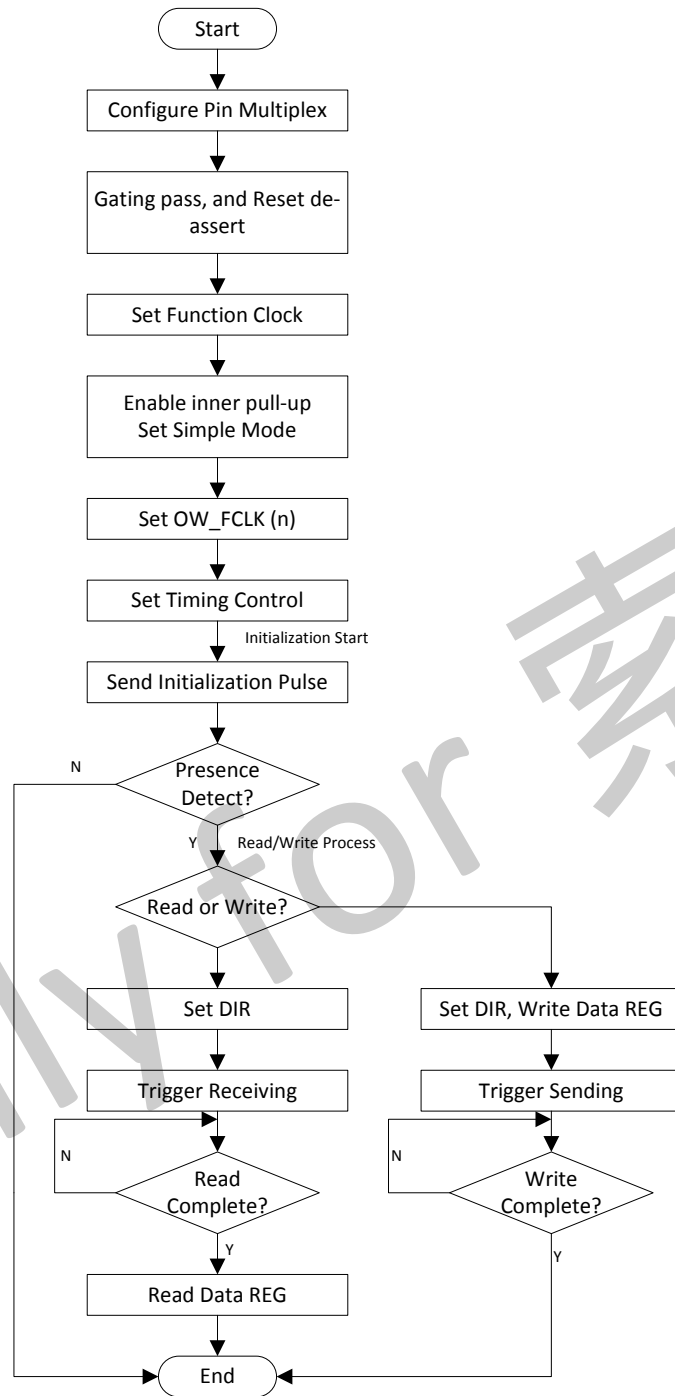 Start
Configure Pin Multiplex
Gating pass, and Reset de-
assert
Set Function Clock
Enable inner pull-up
Set Simple Mode
Set OW_FCLK (n)
Set Timing Control
Initialization Start
Send Initialization Pulse
N
Presence
Detect?
Y
Read/Write Process
Read or Write?
Set DIR
Set DIR, Write Data REG
Trigger Receiving
Trigger Sending
N
Read
Complete?
N
Write
Complete?
Y
Y
Read Data REG
End
ly for 索